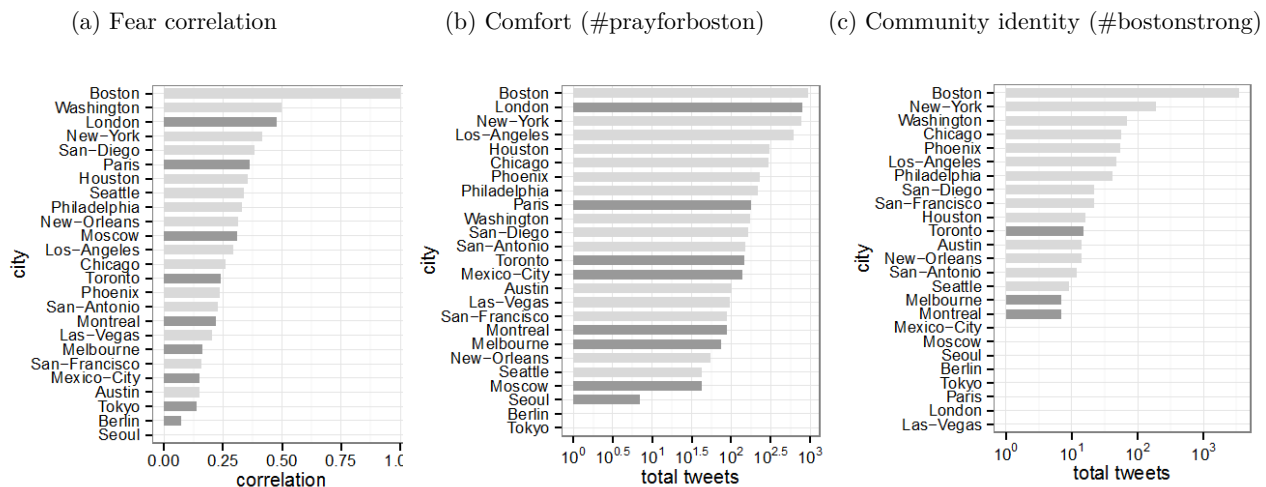 (a) Fear correlation
Boston
Washington
London
New-York
San-Diego
Paris
Houston
Seattle
Philadelphia
New-Orleans
Moscow
Los-Angeles
Chicago
Toronto
Phoenix
San-Antonio
Montreal
Las-Vegas
Melbourne
San-Francisco
Mexico-City
Austin
Tokyo
Berlin
Seoul
city
0.00 0.25 0.50 0.75 1.0
correlation
(b) Comfort (#prayforboston)
Boston
London
New-York
Los-Angeles
Houston
Chicago
Phoenix
Philadelphia
Paris
Washington
San-Diego
San-Antonio
Toronto
Mexico-City
Austin
Las-Vegas
San-Francisco
Montreal
Melbourne
New-Orleans
Seattle
Moscow
Seoul
Berlin
Tokyo
city
10^0 10^0.5 10^1 10^1.5 10^2 10^2.5 10^3
total tweets
(c) Community identity (#bostonstrong)
Boston
New-York
Washington
Chicago
Phoenix
Los-Angeles
Philadelphia
San-Diego
San-Francisco
Houston
Toronto
Austin
New-Orleans
San-Antonio
Seattle
Melbourne
Montreal
Mexico-City
Moscow
Seoul
Berlin
Tokyo
Paris
London
Las-Vegas
city
10^0 10^1 10^2 10^3
total tweets